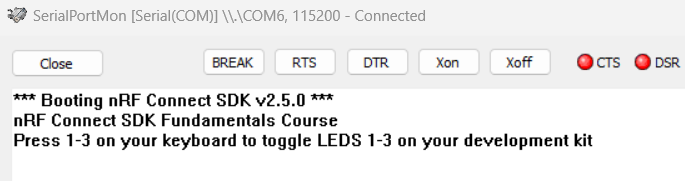 SerialPortMon [Serial(COM)] \\.\COM6, 115200 - Connected
Close BREAK RTS DTR Xon Xoff CTS DSR
*** Booting nRF Connect SDK v2.5.0 ***
nRF Connect SDK Fundamentals Course
Press 1-3 on your keyboard to toggle LEDS 1-3 on your development kit